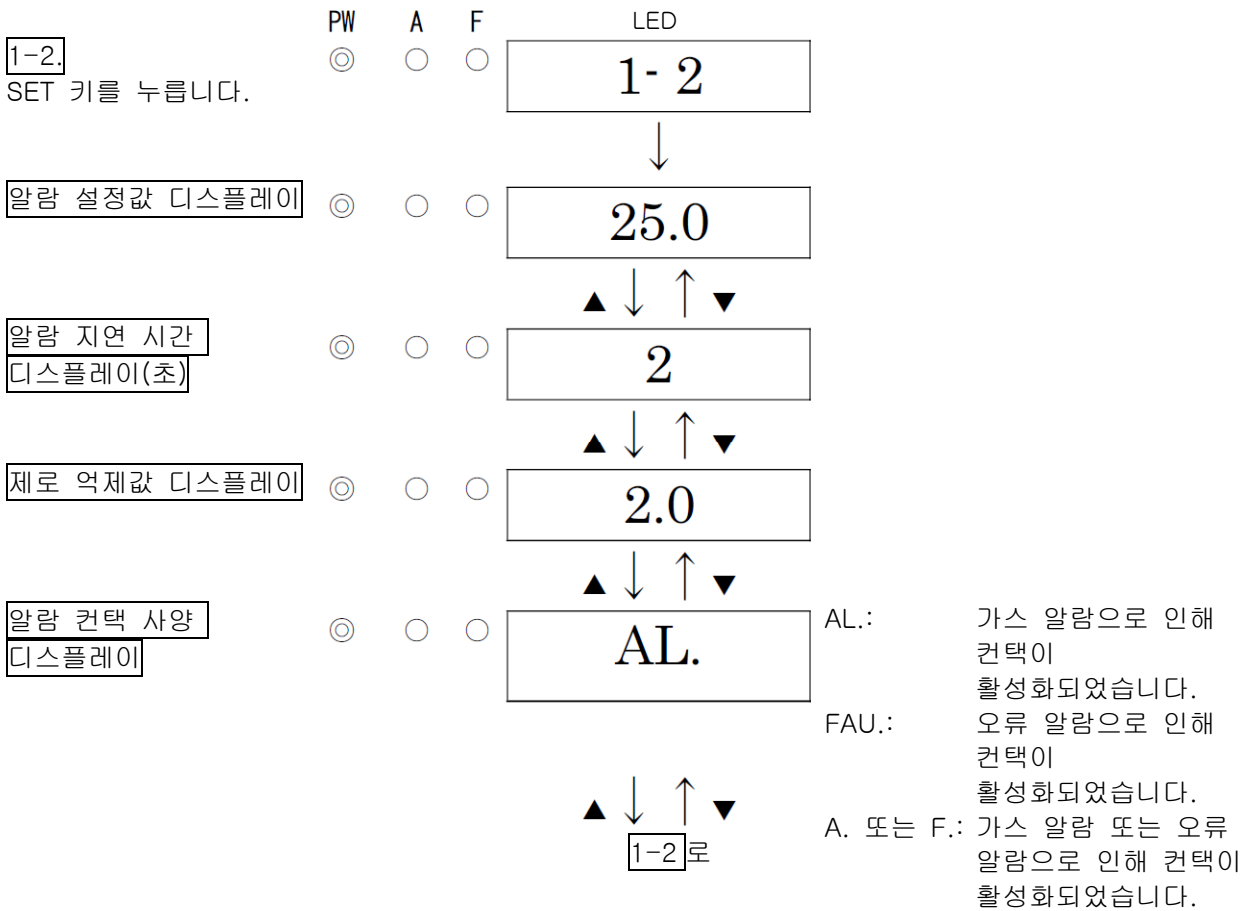 PW A F LED
1-2. ◎ ○ ○ 1- 2
SET 키를 누릅니다.
↓
알람 설정값 디스플레이 ◎ ○ ○ 25.0
▲ ↓ ↑ ▼
알람 지연 시간
디스플레이(초) ◎ ○ ○ 2
▲ ↓ ↑ ▼
제로 억제값 디스플레이 ◎ ○ ○ 2.0
▲ ↓ ↑ ▼
알람 컨택 사양
디스플레이 ◎ ○ ○ AL.
AL.: 가스 알람으로 인해
컨택이
활성화되었습니다.
FAU.: 오류 알람으로 인해
컨택이
활성화되었습니다.
A. 또는 F.: 가스 알람 또는 오류
알람으로 인해 컨택이
활성화되었습니다.
▲ ↓ ↑ ▼
1-2 로